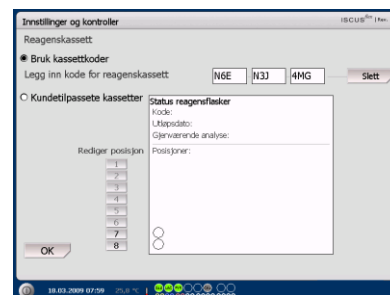 Innstillinger og kontroller
ISCUS
Reagenskassett
Bruk kassettkoder
Legg inn kode for reagenskassett N6E N3J 4MG Slett
Kundetilpassete kassetter
Status reagensflasker
Kode:
Utløpsdato:
Gjenværende analyse:
Rediger posisjon
Posisjoner:
1
2
3
4
5
6
7
8
OK
18.03.2009 07:59 25,0 °C